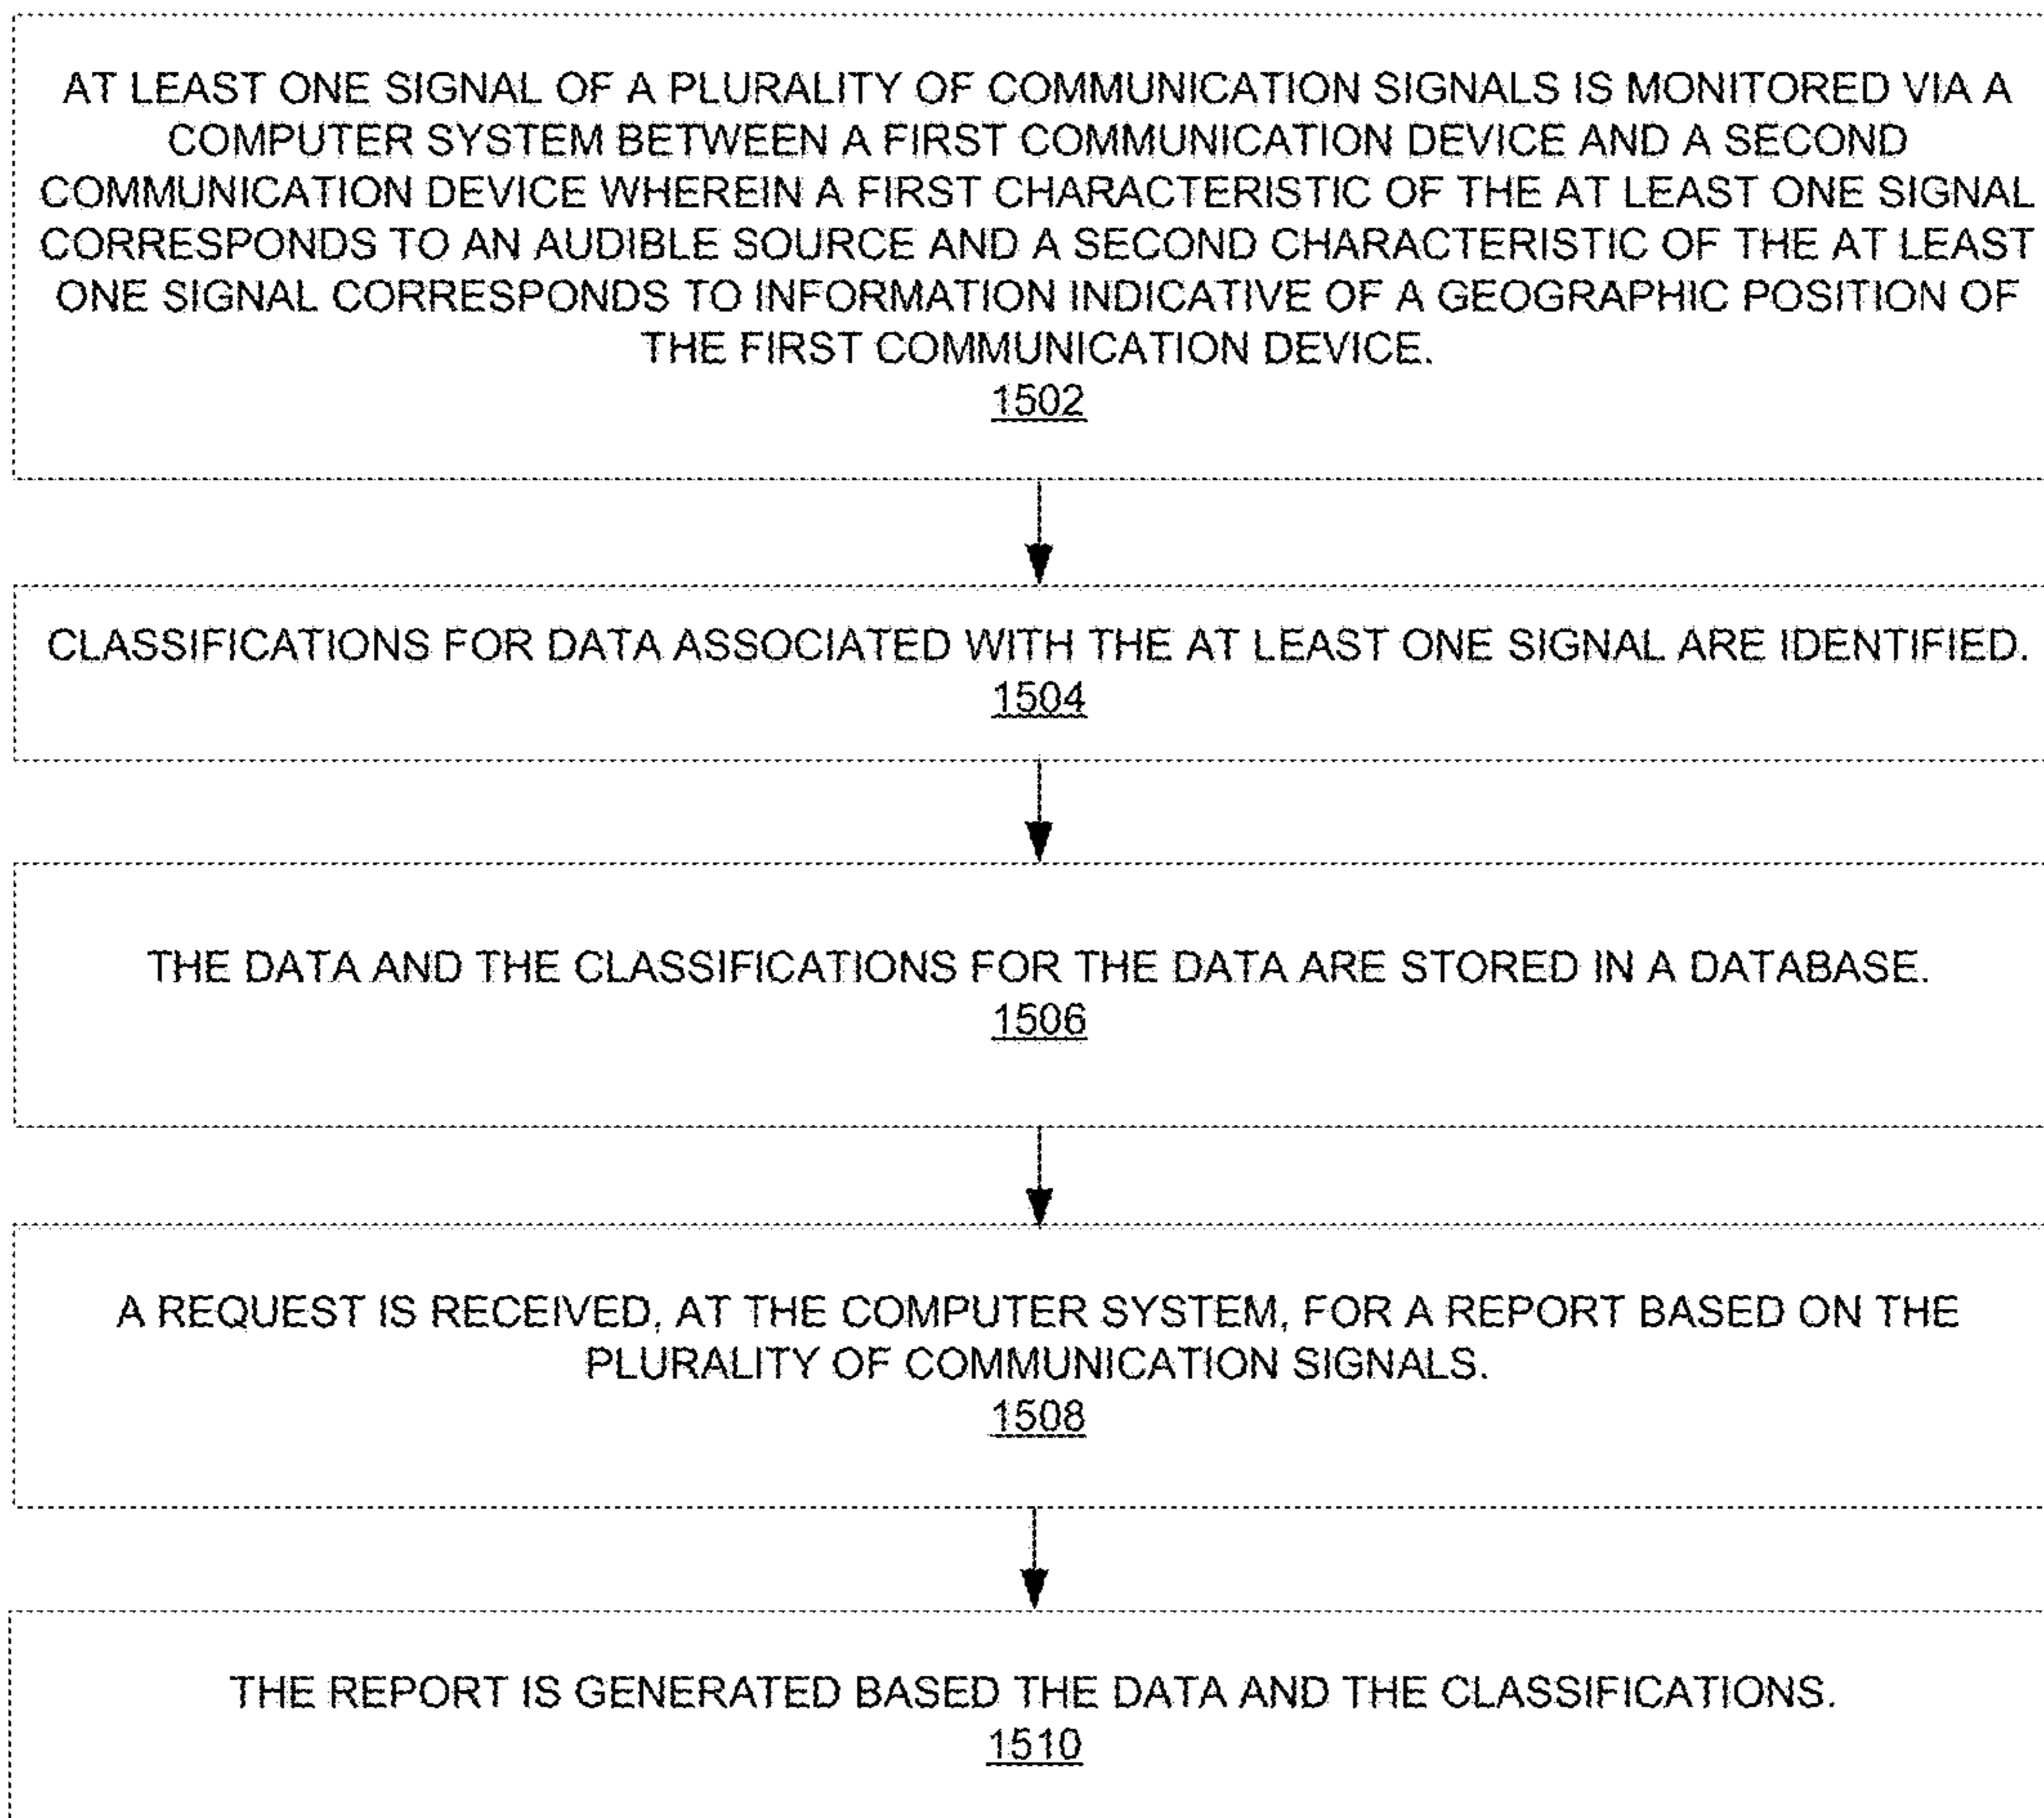 AT LEAST ONE SIGNAL OF A PLURALITY OF COMMUNICATION SIGNALS IS MONITORED VIA A
COMPUTER SYSTEM BETWEEN A FIRST COMMUNICATION DEVICE AND A SECOND
COMMUNICATION DEVICE WHEREIN A FIRST CHARACTERISTIC OF THE AT LEAST ONE SIGNAL
CORRESPONDS TO AN AUDIBLE SOURCE AND A SECOND CHARACTERISTIC OF THE AT LEAST
ONE SIGNAL CORRESPONDS TO INFORMATION INDICATIVE OF A GEOGRAPHIC POSITION OF
THE FIRST COMMUNICATION DEVICE.
1502
CLASSIFICATIONS FOR DATA ASSOCIATED WITH THE AT LEAST ONE SIGNAL ARE IDENTIFIED.
1504
THE DATA AND THE CLASSIFICATIONS FOR THE DATA ARE STORED IN A DATABASE.
1506
A REQUEST IS RECEIVED, AT THE COMPUTER SYSTEM, FOR A REPORT BASED ON THE
PLURALITY OF COMMUNICATION SIGNALS.
1508
THE REPORT IS GENERATED BASED THE DATA AND THE CLASSIFICATIONS.
1510